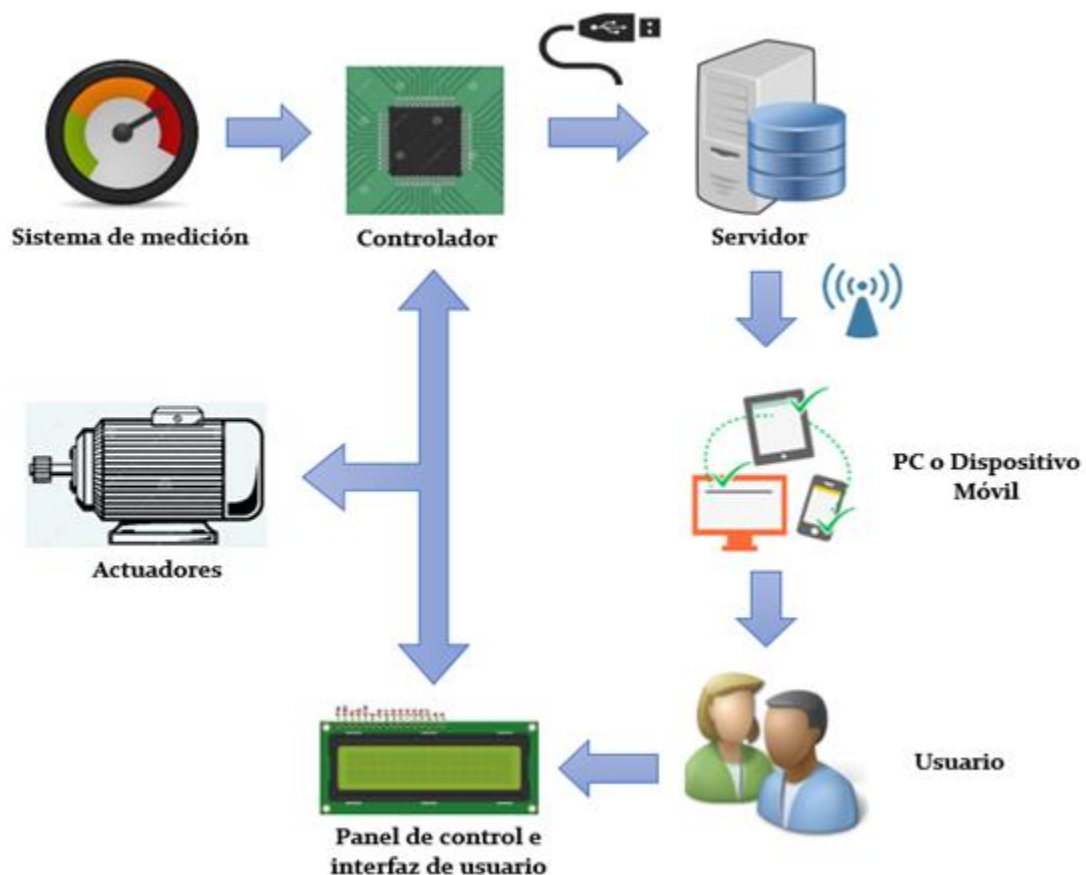 Sistema de medición
Controlador
Servidor
PC o Dispositivo
Móvil
Actuadores
Usuario
Panel de control e
interfaz de usuario